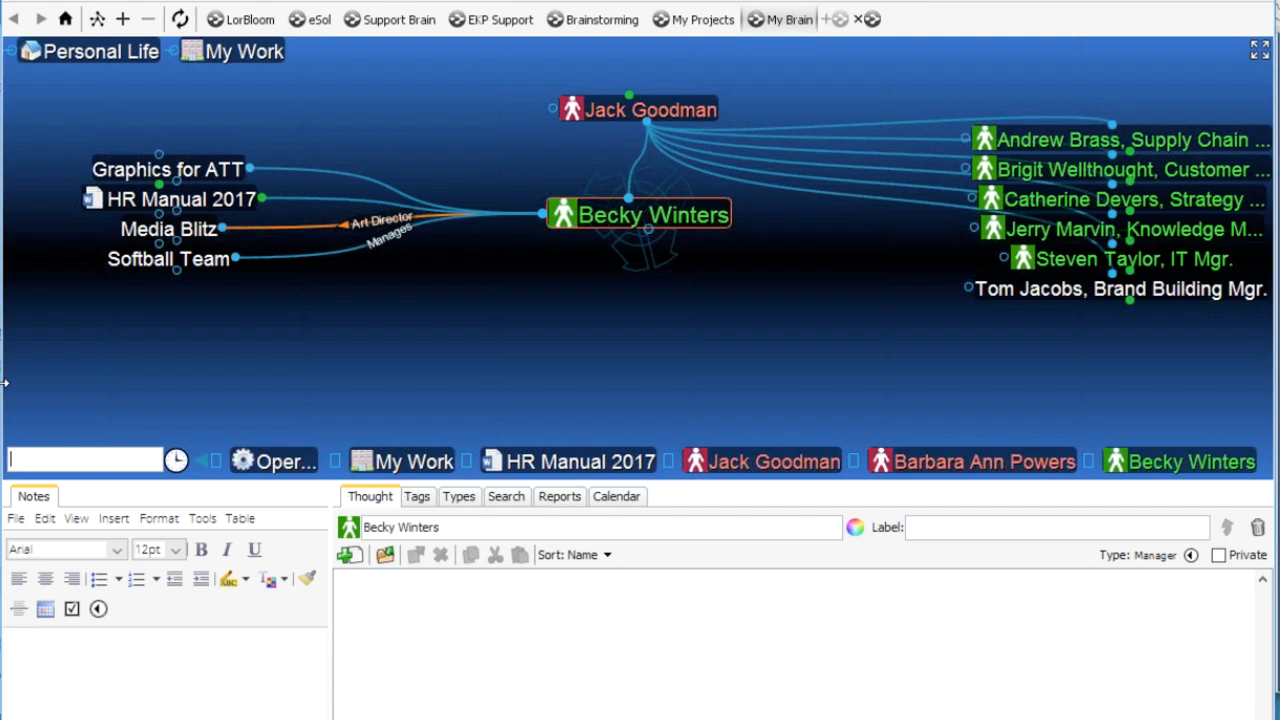 LorBloom eSol Support Brain EKP Support Brainstorming My Projects My Brain
Personal Life My Work
Jack Goodman
Andrew Brass, Supply Chain ...
Graphics for ATT
Brigit Wellthought, Customer ...
HR Manual 2017
Catherine Devers, Strategy ...
Becky Winters
Art Director
Media Blitz
Manages
Jerry Marvin, Knowledge M...
Softball Team
Steven Taylor, IT Mgr.
Tom Jacobs, Brand Building Mgr.
Oper... My Work HR Manual 2017 Jack Goodman Barbara Ann Powers Becky Winters
Notes
Thought Tags Types Search Reports Calendar
File Edit View Insert Format Tools Table
Becky Winters Label:
Arial 12pt B I U
Sort: Name Type: Manager Private
ABC
T